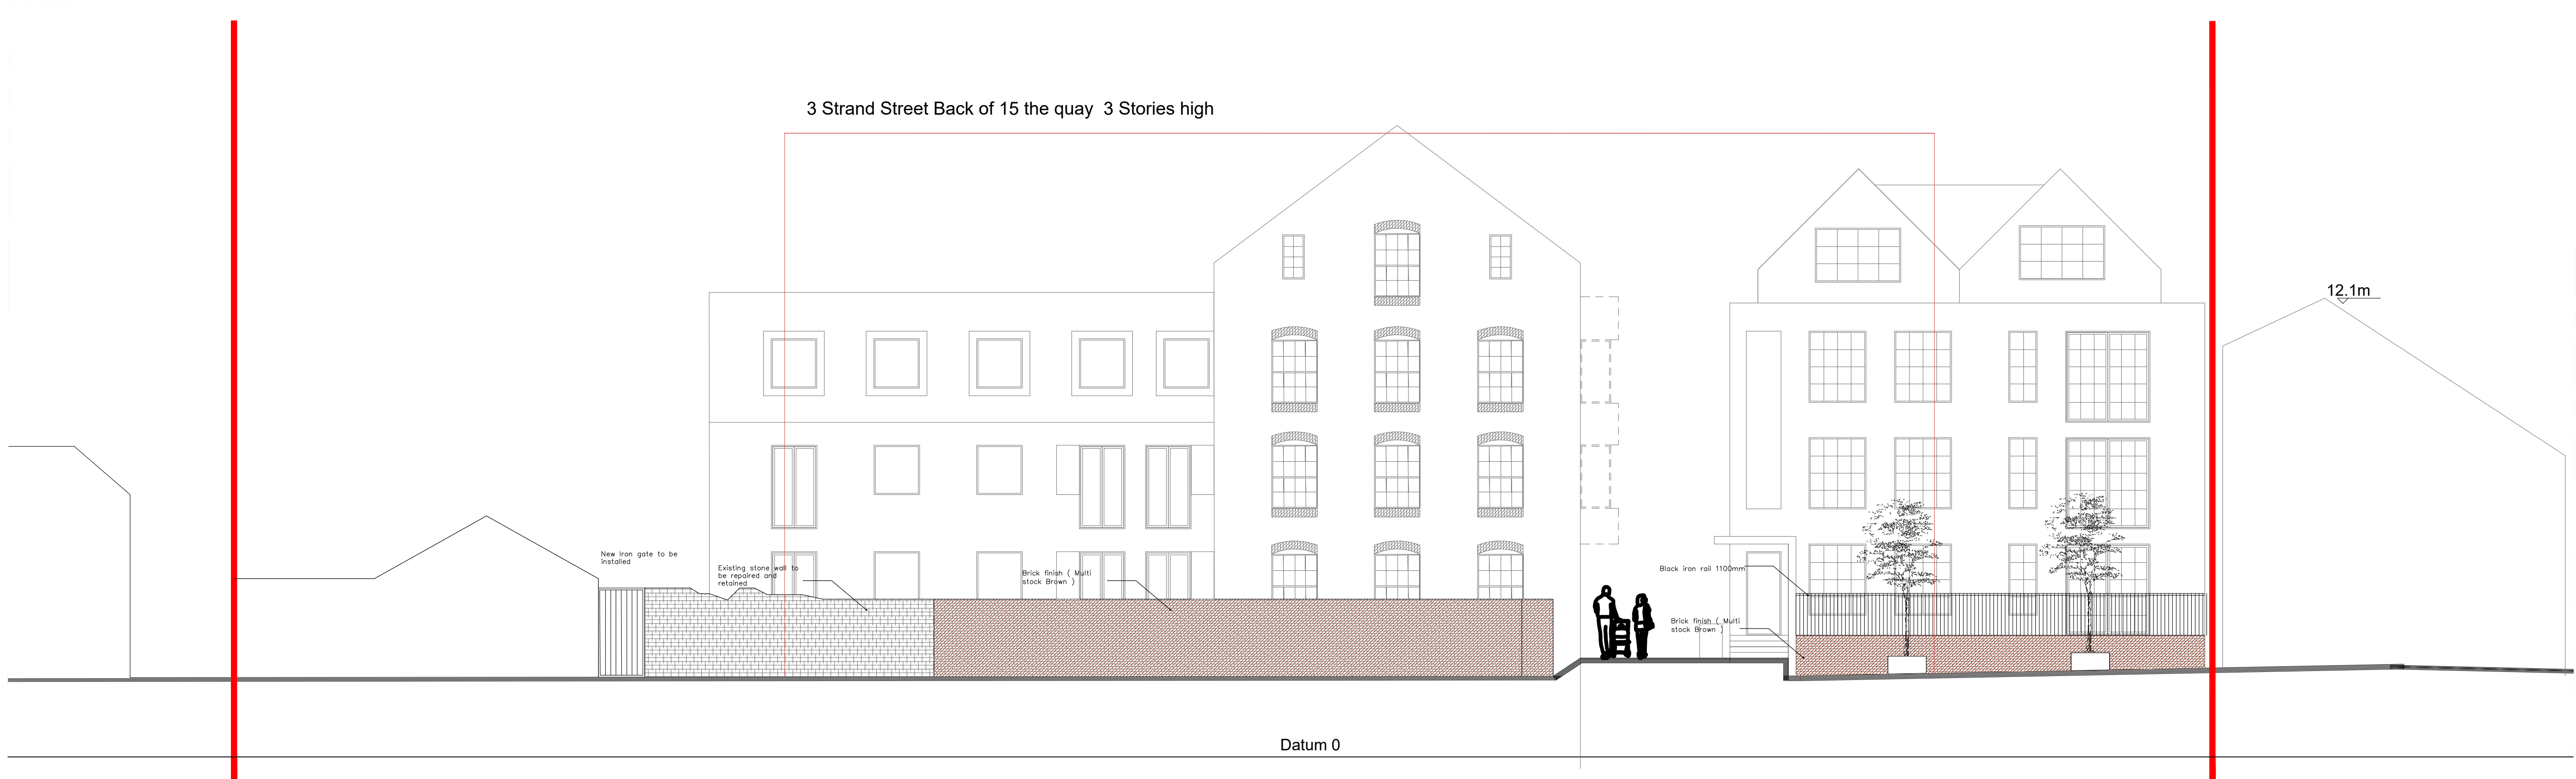 3 Strand Street Back of 15 the quay  3 Stories high
12.1m
New Iron gate to be
installed
Existing stone wall to
be repaired and
retained
Brick finish ( Multi
stock Brown )
Black iron rail 1100mm
Brick finish ( Multi
stock Brown )
Datum 0